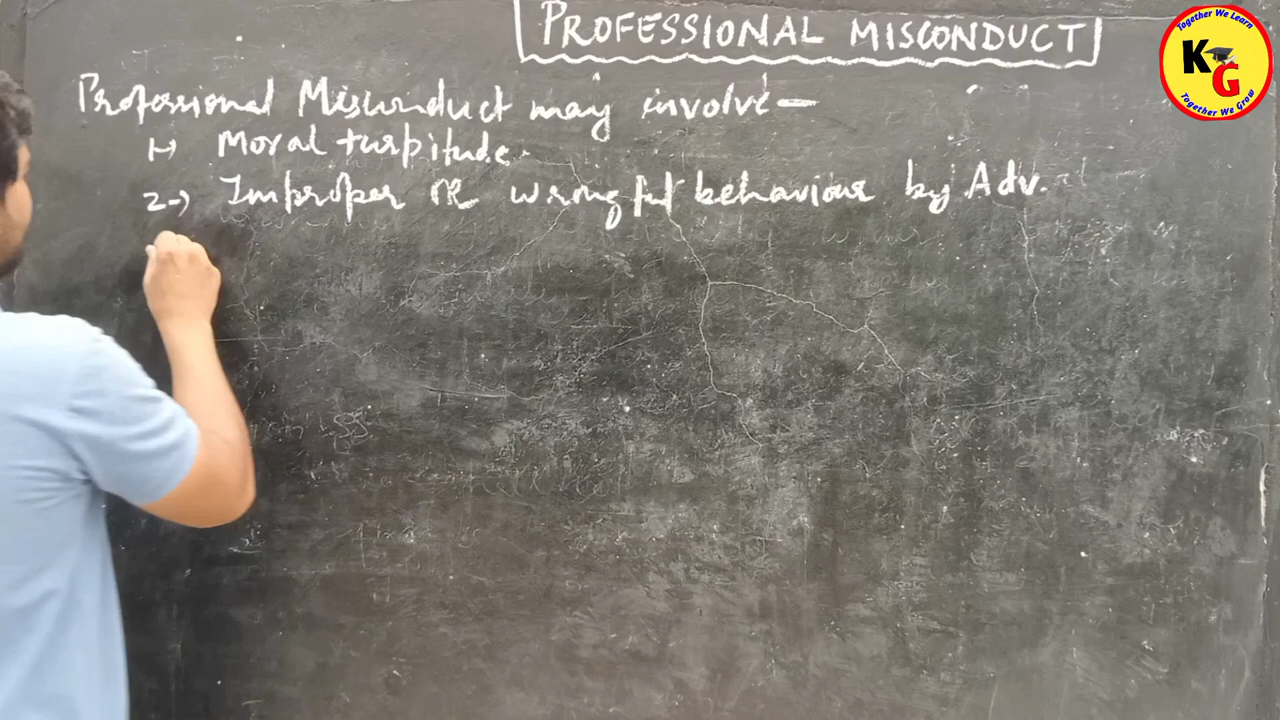 PROFESSIONAL MISCONDUCT
Professional Misconduct may involve -
1-> Moral turpitude.
2-> Improper OR wrongful behaviour by Adv.
Together We Learn
KG
Together We Grow